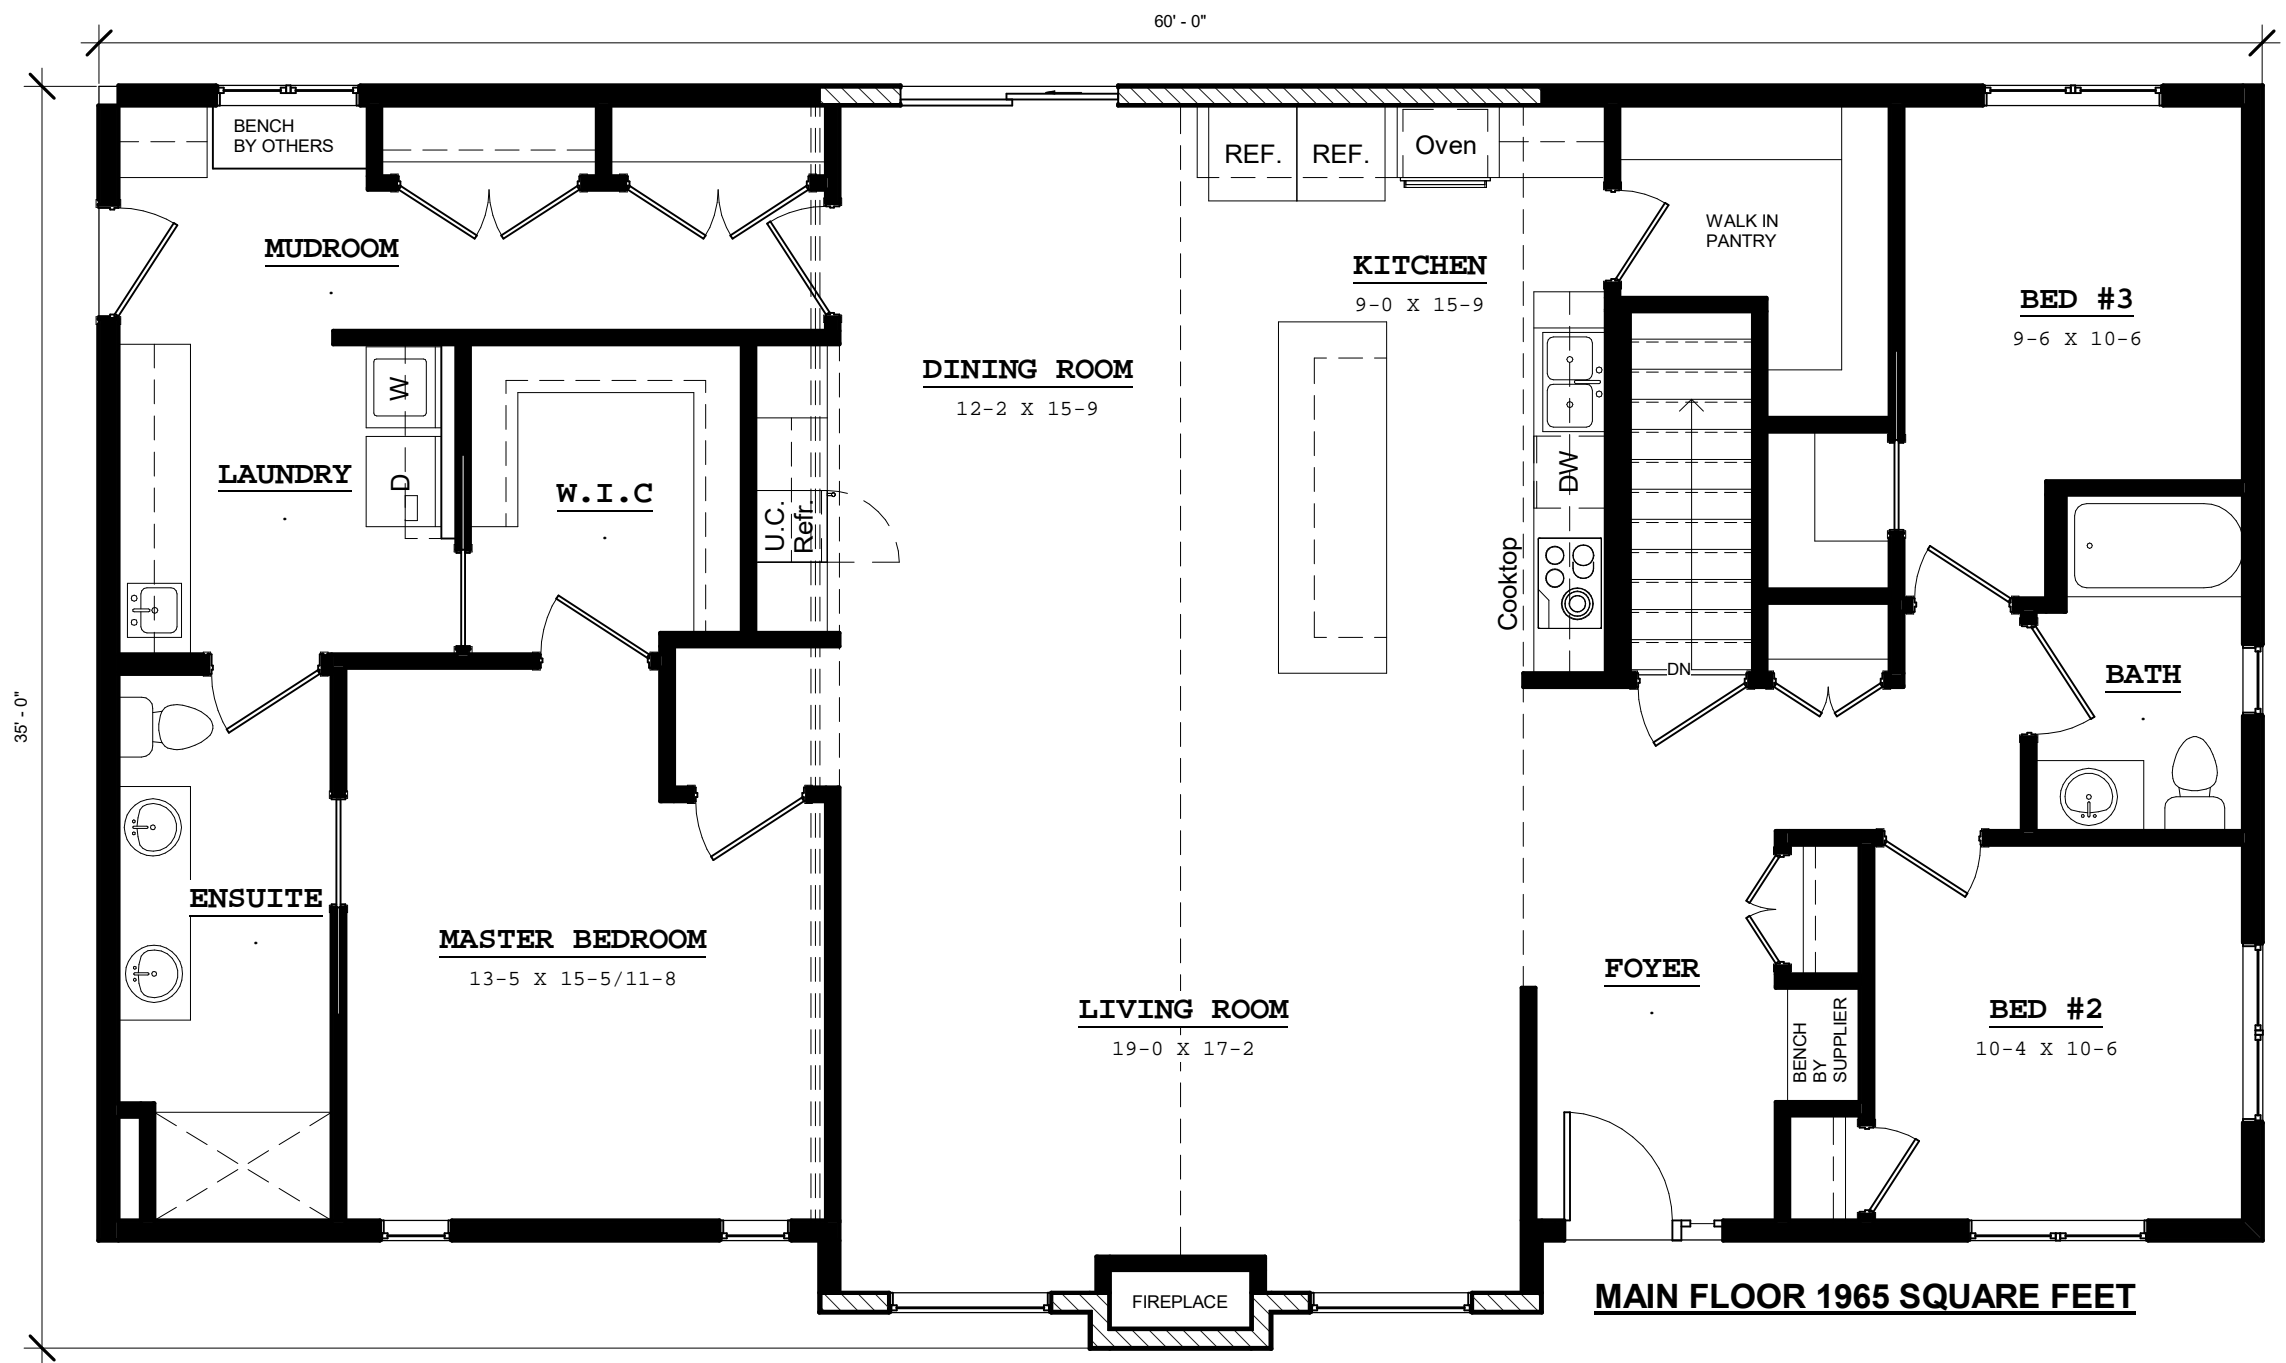 60' - 0"
BENCH
BY OTHERS
REF.
REF.
Oven
MUDROOM
WALK IN
PANTRY
KITCHEN
9-0 X 15-9
BED #3
9-6 X 10-6
DINING ROOM
12-2 X 15-9
W
D
LAUNDRY
W.I.C
U.C.
Refr.
DW
Cooktop
DN
BATH
35' - 0"
ENSUITE
MASTER BEDROOM
13-5 X 15-5/11-8
LIVING ROOM
19-0 X 17-2
FOYER
BENCH
BY
SUPPLIER
BED #2
10-4 X 10-6
FIREPLACE
MAIN FLOOR 1965 SQUARE FEET